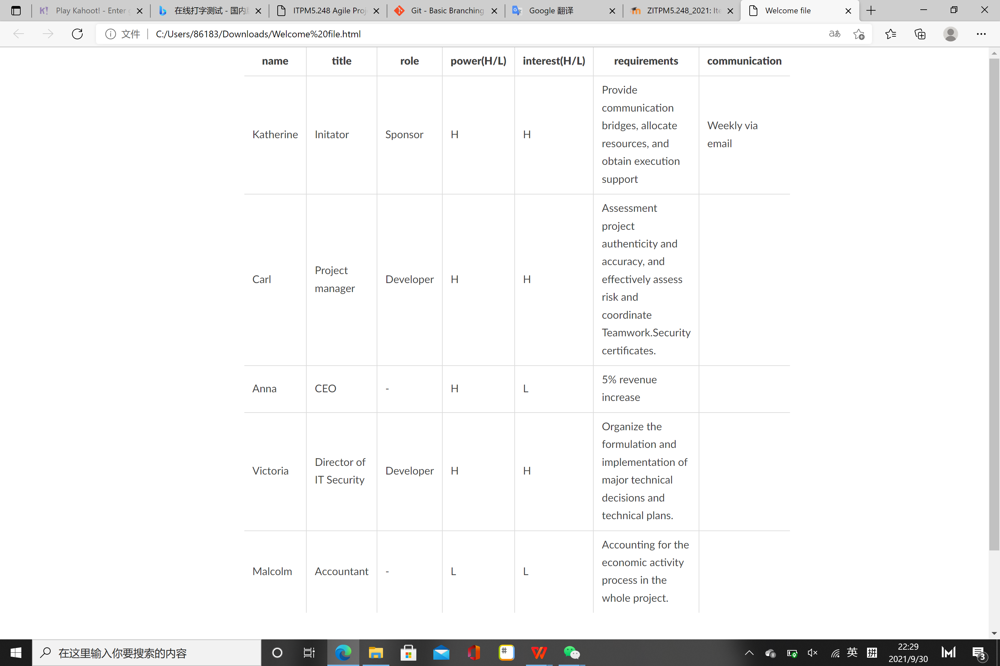 Play Kahoot! - Enter
在线打字测试 - 国内
ITPM5.248 Agile Proj
Git - Basic Branching
Google 翻译
ZITPM5.248_2021: Ite
Welcome file
文件
C:/Users/86183/Downloads/Welcome%20file.html
aあ
name title role power(H/L) interest(H/L) requirements communication
Provide
communication
bridges, allocate
resources, and
obtain execution
support
Katherine Initator Sponsor H H
Weekly via
email
Assessment
project
authenticity and
accuracy, and
effectively assess
risk and
coordinate
Teamwork.Security
certificates.
Carl
Project
manager
Developer H H
Anna CEO - H L
5% revenue
increase
Victoria
Director of
IT Security
Developer H H
Organize the
formulation and
implementation of
major technical
decisions and
technical plans.
Malcolm Accountant - L L
Accounting for the
economic activity
process in the
whole project.
在这里输入你要搜索的内容
英
拼
22:29
2021/9/30
3